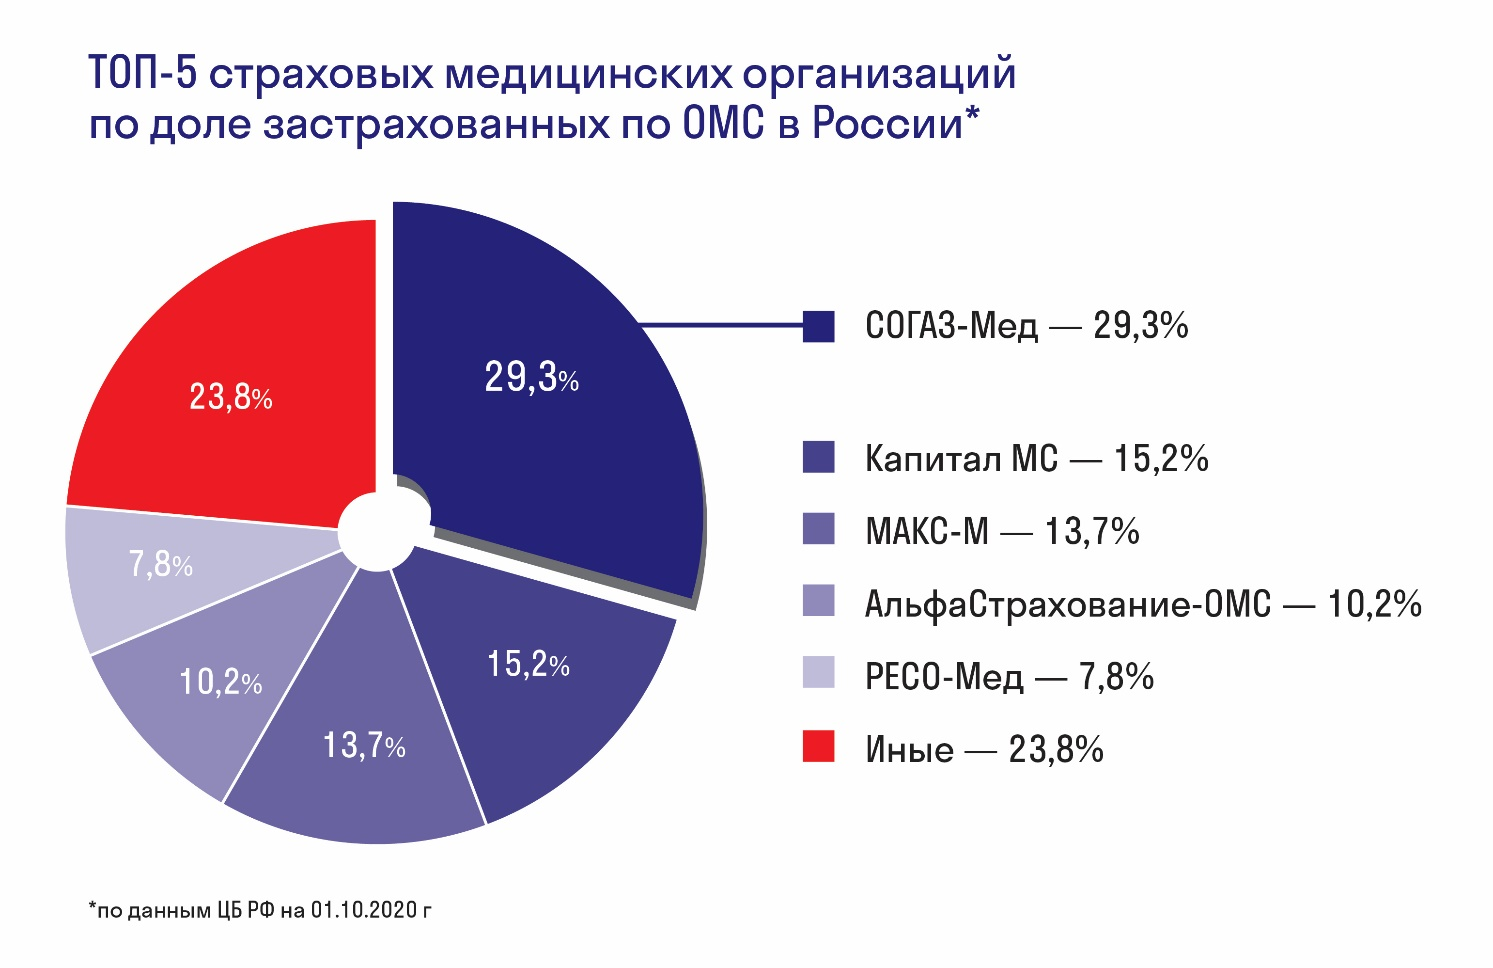 ТОП-5 страховых медицинских организаций
по доле застрахованных по ОМС в России*
29,3%
23,8%
7,8%
10,2%
13,7%
15,2%
СОГАЗ-Мед — 29,3%
Капитал МС — 15,2%
МАКС-М — 13,7%
АльфаСтрахование-ОМС — 10,2%
РЕСО-Мед — 7,8%
Иные — 23,8%
*по данным ЦБ РФ на 01.10.2020 г